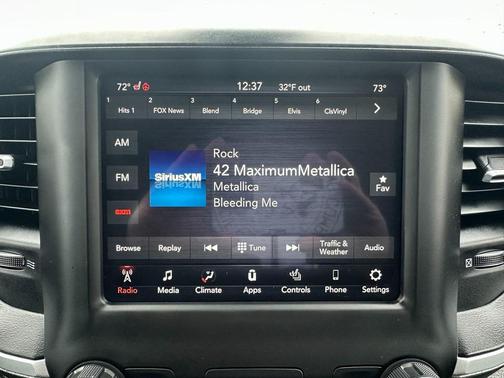 72° 12:37 32°F out 73°
1 Hits 1 2 FOX News 3 Blend 4 Bridge 5 Elvis 6 ClsVinyl
AM
FM
SXM
SiriusXM
Rock
42 MaximumMetallica
Metallica
Bleeding Me
Fav
Browse Replay Tune Traffic & Weather Audio
Radio Media Climate Apps Controls Phone Settings